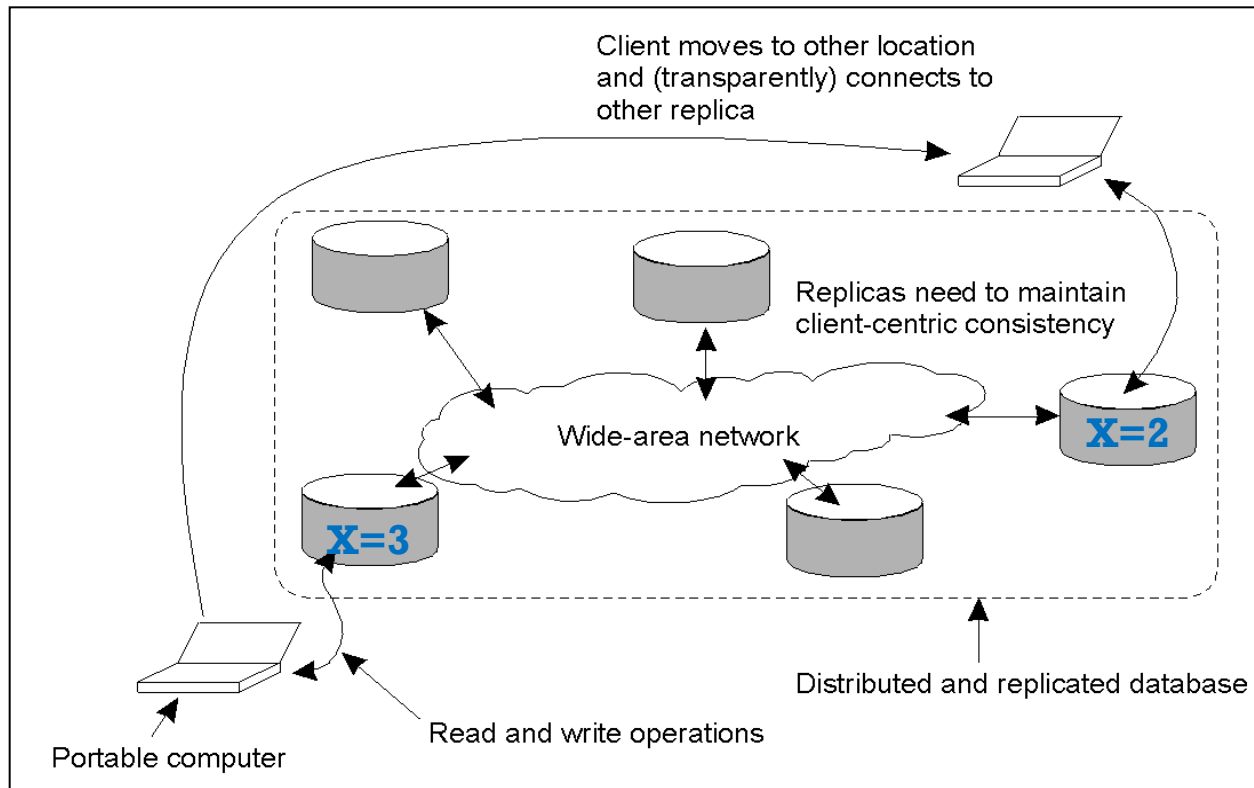 Client moves to other location
and (transparently) connects to
other replica
Replicas need to maintain
client-centric consistency
Wide-area network
X=2
X=3
Distributed and replicated database
Read and write operations
Portable computer